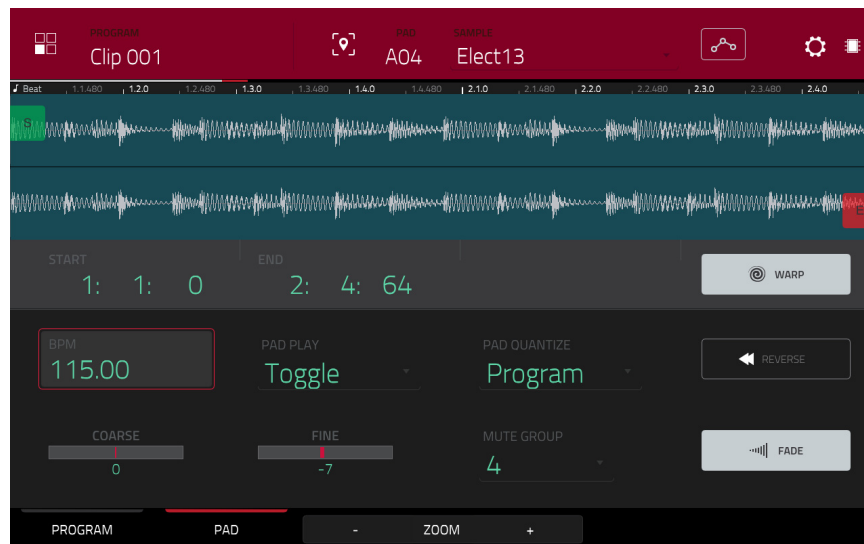 PROGRAM PAD SAMPLE
Clip 001 A04 Elect13
Beat 1.1.480 1.2.0 1.2.480 1.3.0 1.3.480 1.4.0 1.4.480 2.1.0 2.1.480 2.2.0 2.2.480 2.3.0 2.3.480 2.4.0
S
E
START END
1: 1: 0 2: 4: 64 WARP
BPM PAD PLAY PAD QUANTIZE
115.00 Toggle Program REVERSE
COARSE FINE MUTE GROUP
0 -7 4 FADE
PROGRAM PAD - ZOOM +